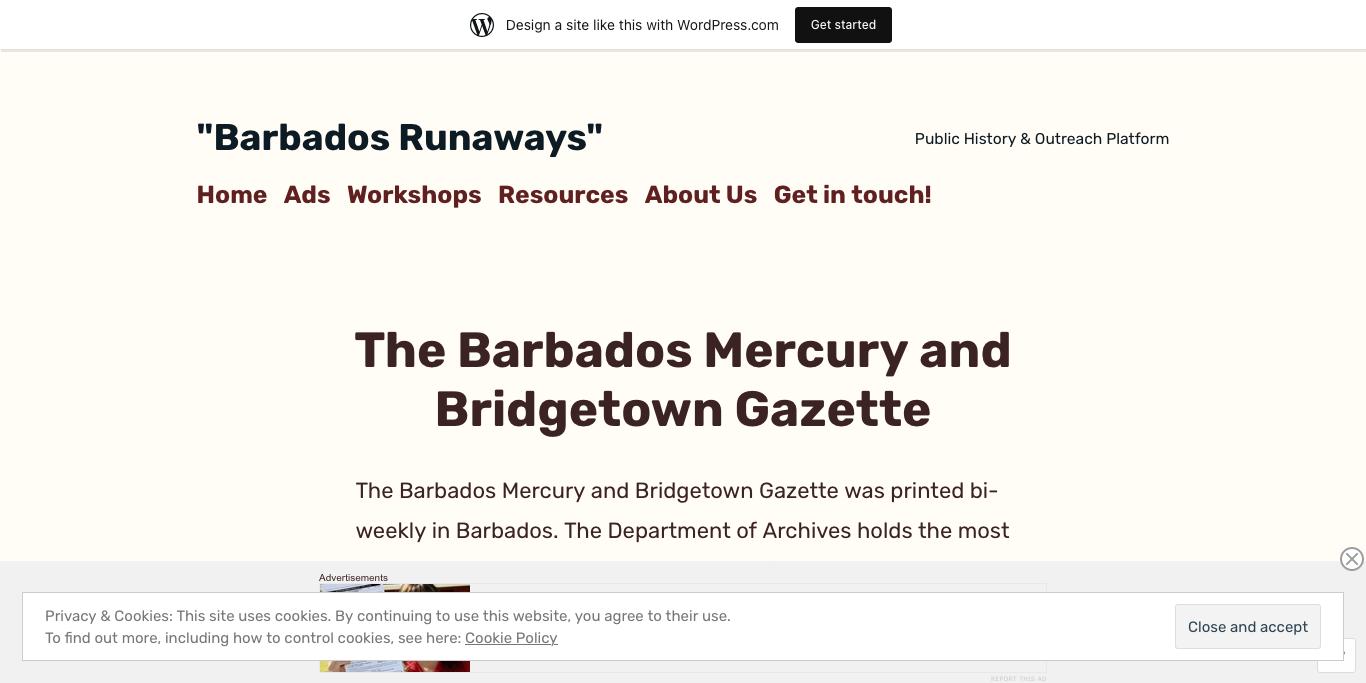 Design a site like this with WordPress.com
Get started
"Barbados Runaways"
Public History & Outreach Platform
Home Ads Workshops Resources About Us Get in touch!
The Barbados Mercury and
Bridgetown Gazette
The Barbados Mercury and Bridgetown Gazette was printed bi-
weekly in Barbados. The Department of Archives holds the most
Advertisements
Privacy & Cookies: This site uses cookies. By continuing to use this website, you agree to their use.
To find out more, including how to control cookies, see here: Cookie Policy
Close and accept
REPORT THIS AD